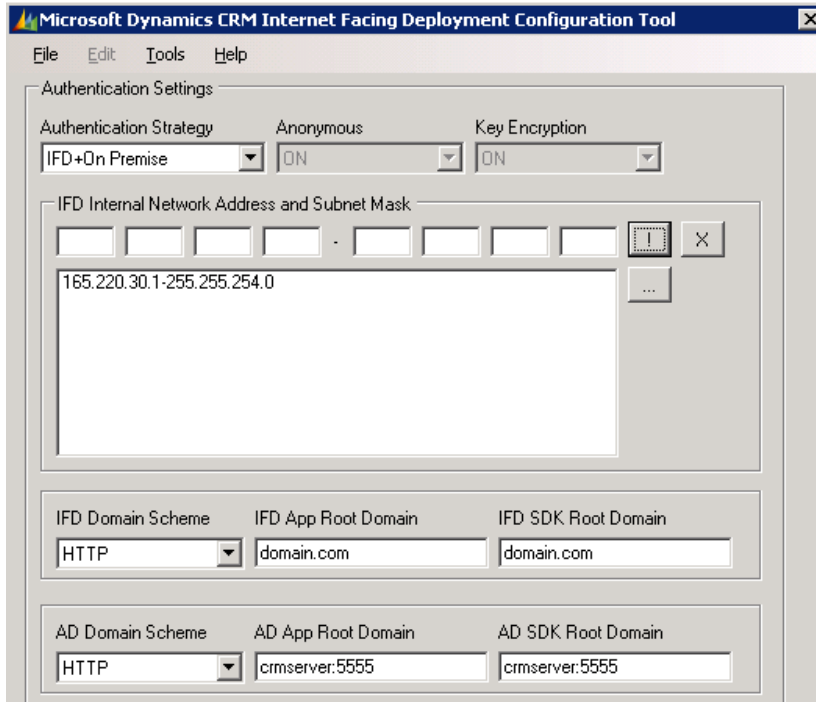 Microsoft Dynamics CRM Internet Facing Deployment Configuration Tool X
File Edit Tools Help
Authentication Settings
Authentication Strategy Anonymous Key Encryption
IFD+On Premise ON ON
IFD Internal Network Address and Subnet Mask
- ! X
165.220.30.1-255.255.254.0
...
IFD Domain Scheme IFD App Root Domain IFD SDK Root Domain
HTTP domain.com domain.com
AD Domain Scheme AD App Root Domain AD SDK Root Domain
HTTP crmserver:5555 crmserver:5555